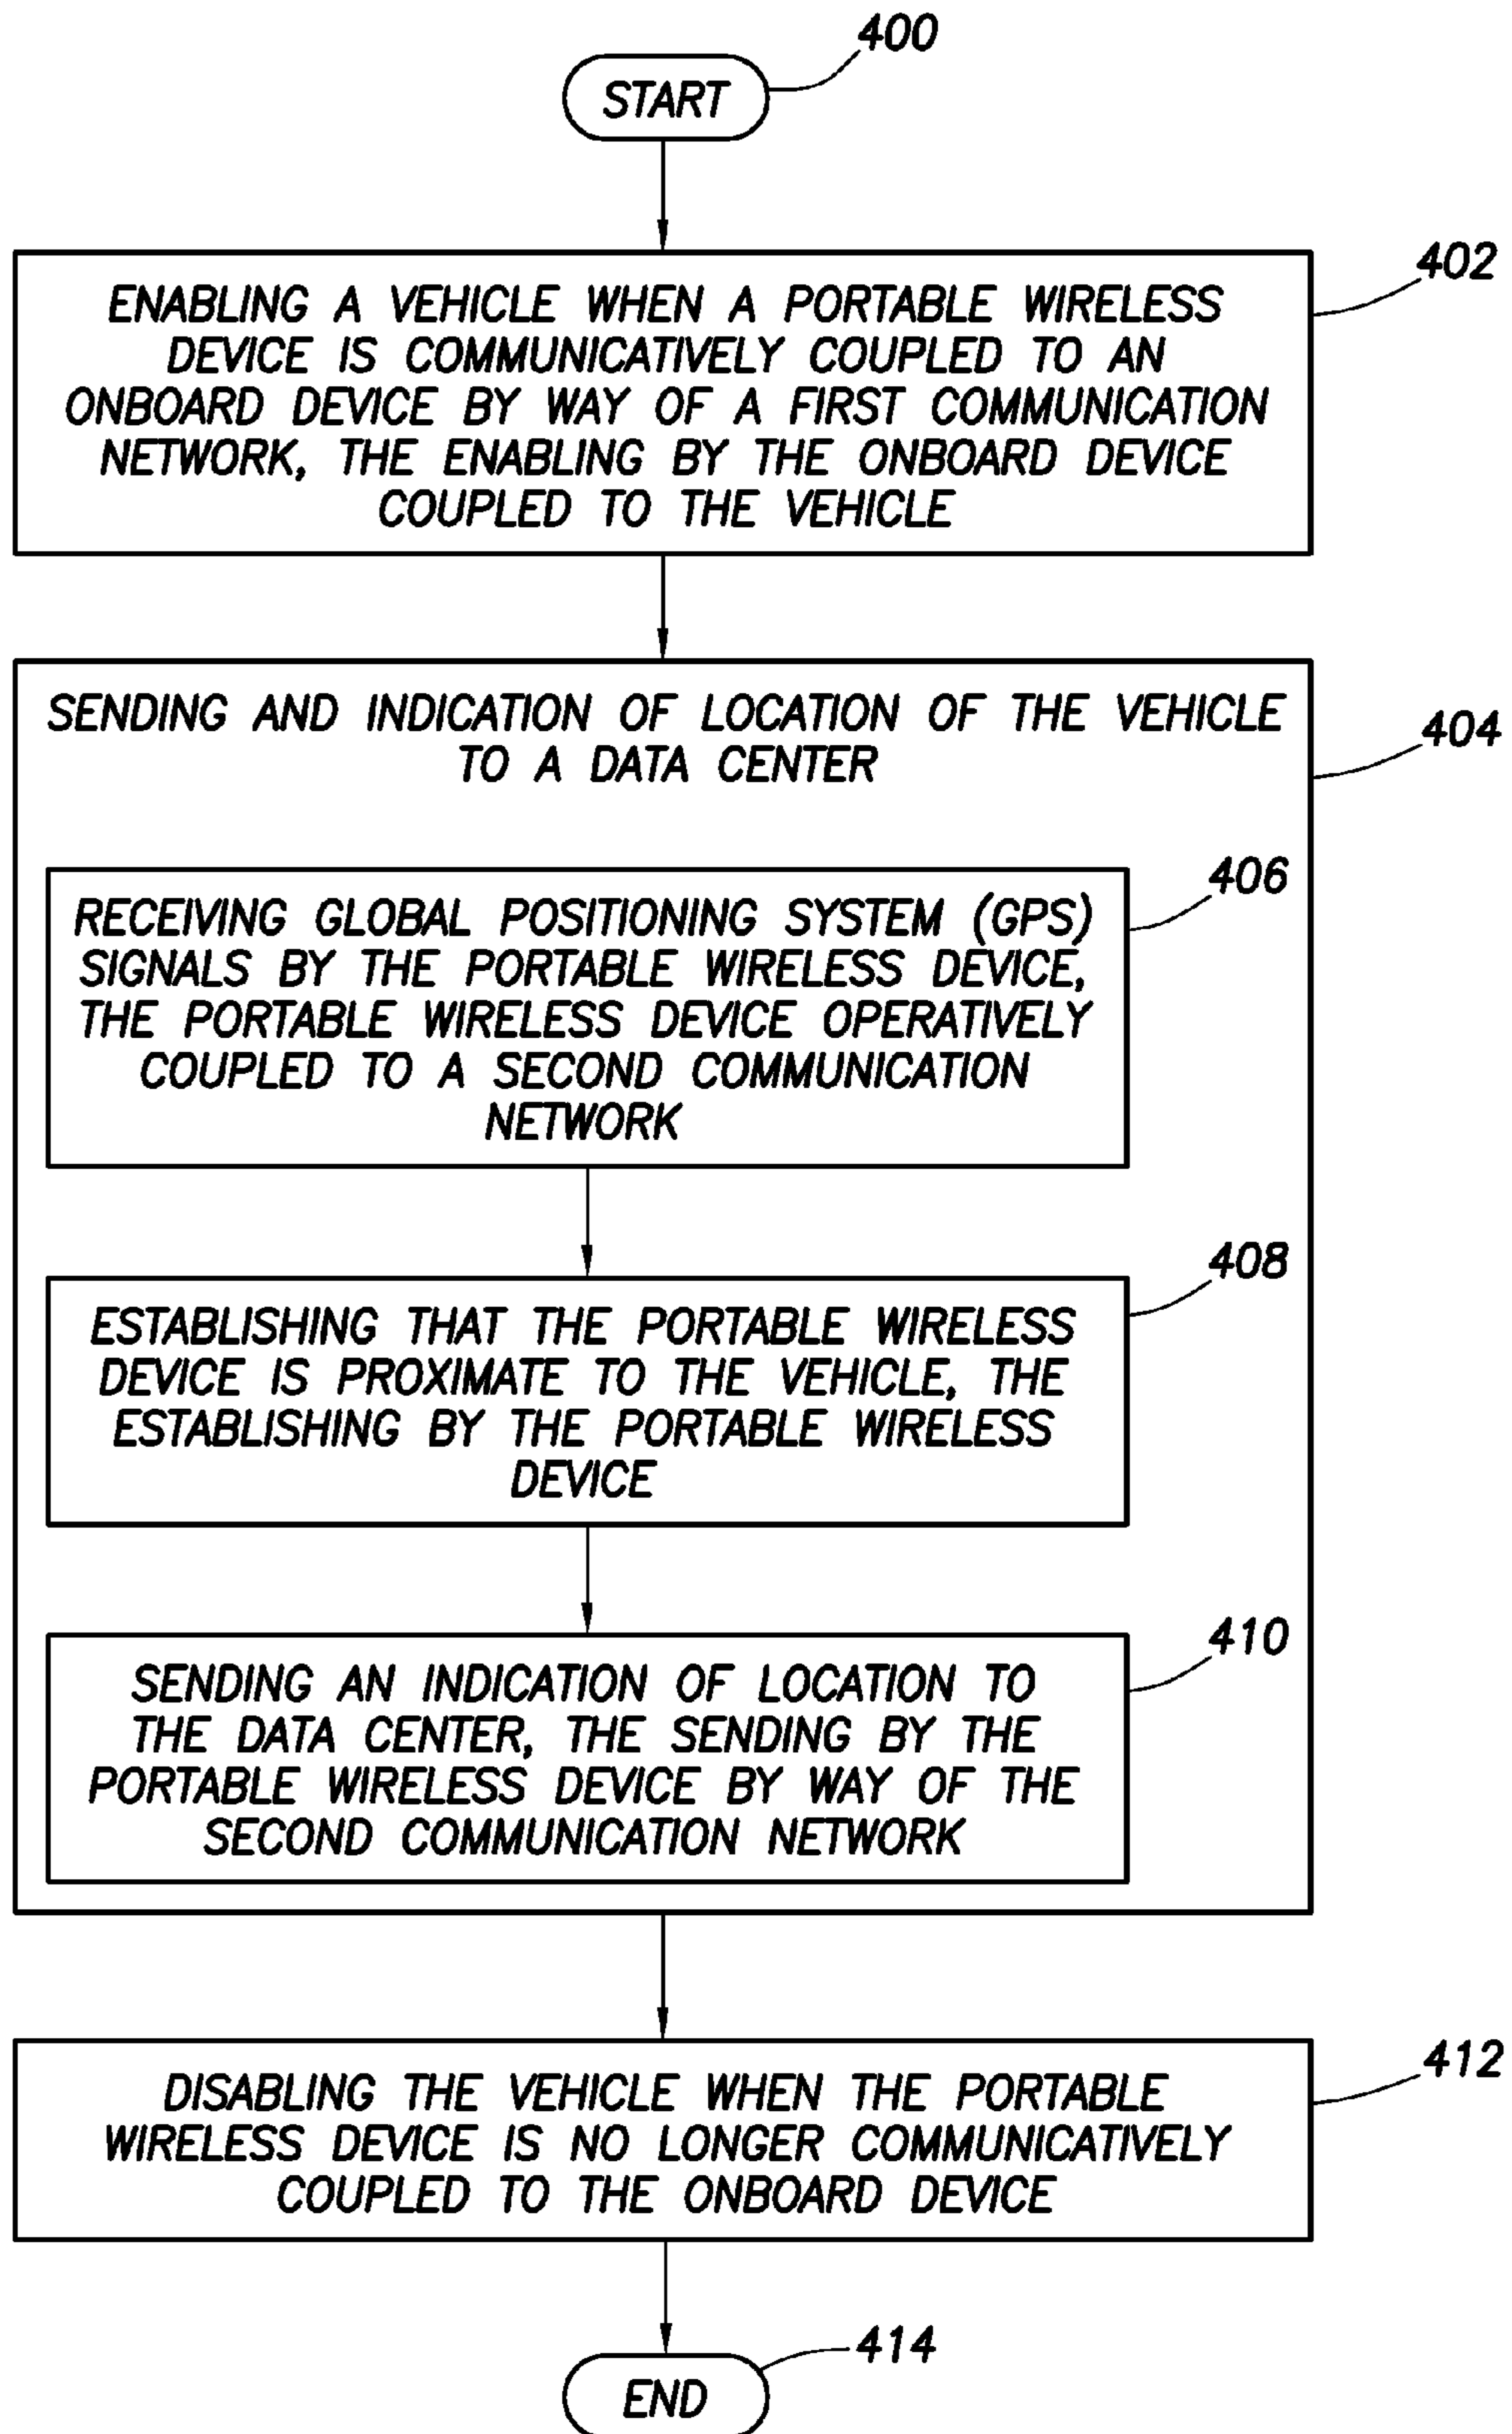 400
START
402
ENABLING A VEHICLE WHEN A PORTABLE WIRELESS
DEVICE IS COMMUNICATIVELY COUPLED TO AN
ONBOARD DEVICE BY WAY OF A FIRST COMMUNICATION
NETWORK, THE ENABLING BY THE ONBOARD DEVICE
COUPLED TO THE VEHICLE
SENDING AND INDICATION OF LOCATION OF THE VEHICLE
TO A DATA CENTER
404
406
RECEIVING GLOBAL POSITIONING SYSTEM (GPS)
SIGNALS BY THE PORTABLE WIRELESS DEVICE,
THE PORTABLE WIRELESS DEVICE OPERATIVELY
COUPLED TO A SECOND COMMUNICATION
NETWORK
408
ESTABLISHING THAT THE PORTABLE WIRELESS
DEVICE IS PROXIMATE TO THE VEHICLE, THE
ESTABLISHING BY THE PORTABLE WIRELESS
DEVICE
410
SENDING AN INDICATION OF LOCATION TO
THE DATA CENTER, THE SENDING BY THE
PORTABLE WIRELESS DEVICE BY WAY OF THE
SECOND COMMUNICATION NETWORK
412
DISABLING THE VEHICLE WHEN THE PORTABLE
WIRELESS DEVICE IS NO LONGER COMMUNICATIVELY
COUPLED TO THE ONBOARD DEVICE
414
END